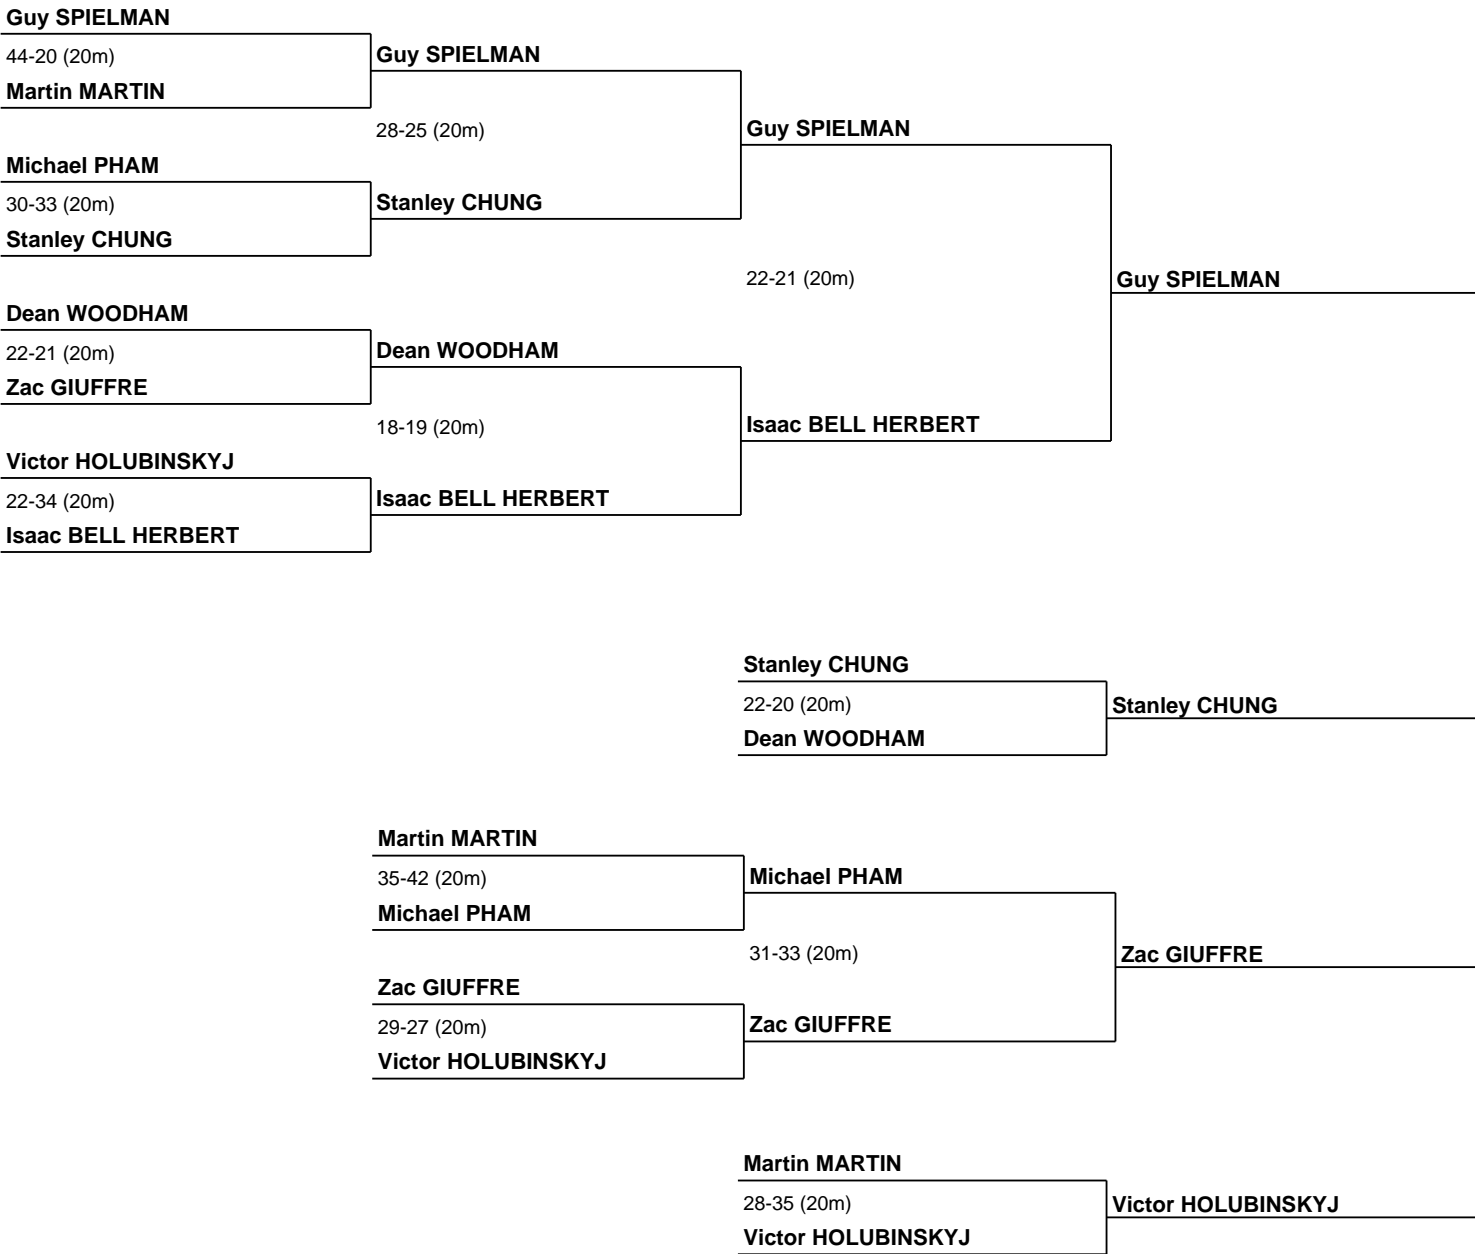 Guy SPIELMAN
44-20 (20m)
Martin MARTIN
Guy SPIELMAN
28-25 (20m)
Michael PHAM
30-33 (20m)
Stanley CHUNG
Stanley CHUNG
Guy SPIELMAN
22-21 (20m)
Guy SPIELMAN
Dean WOODHAM
22-21 (20m)
Zac GIUFFRE
Dean WOODHAM
18-19 (20m)
Victor HOLUBINSKYJ
22-34 (20m)
Isaac BELL HERBERT
Isaac BELL HERBERT
Isaac BELL HERBERT
Stanley CHUNG
22-20 (20m)
Dean WOODHAM
Stanley CHUNG
Martin MARTIN
35-42 (20m)
Michael PHAM
Michael PHAM
31-33 (20m)
Zac GIUFFRE
Zac GIUFFRE
29-27 (20m)
Victor HOLUBINSKYJ
Zac GIUFFRE
Martin MARTIN
28-35 (20m)
Victor HOLUBINSKYJ
Victor HOLUBINSKYJ